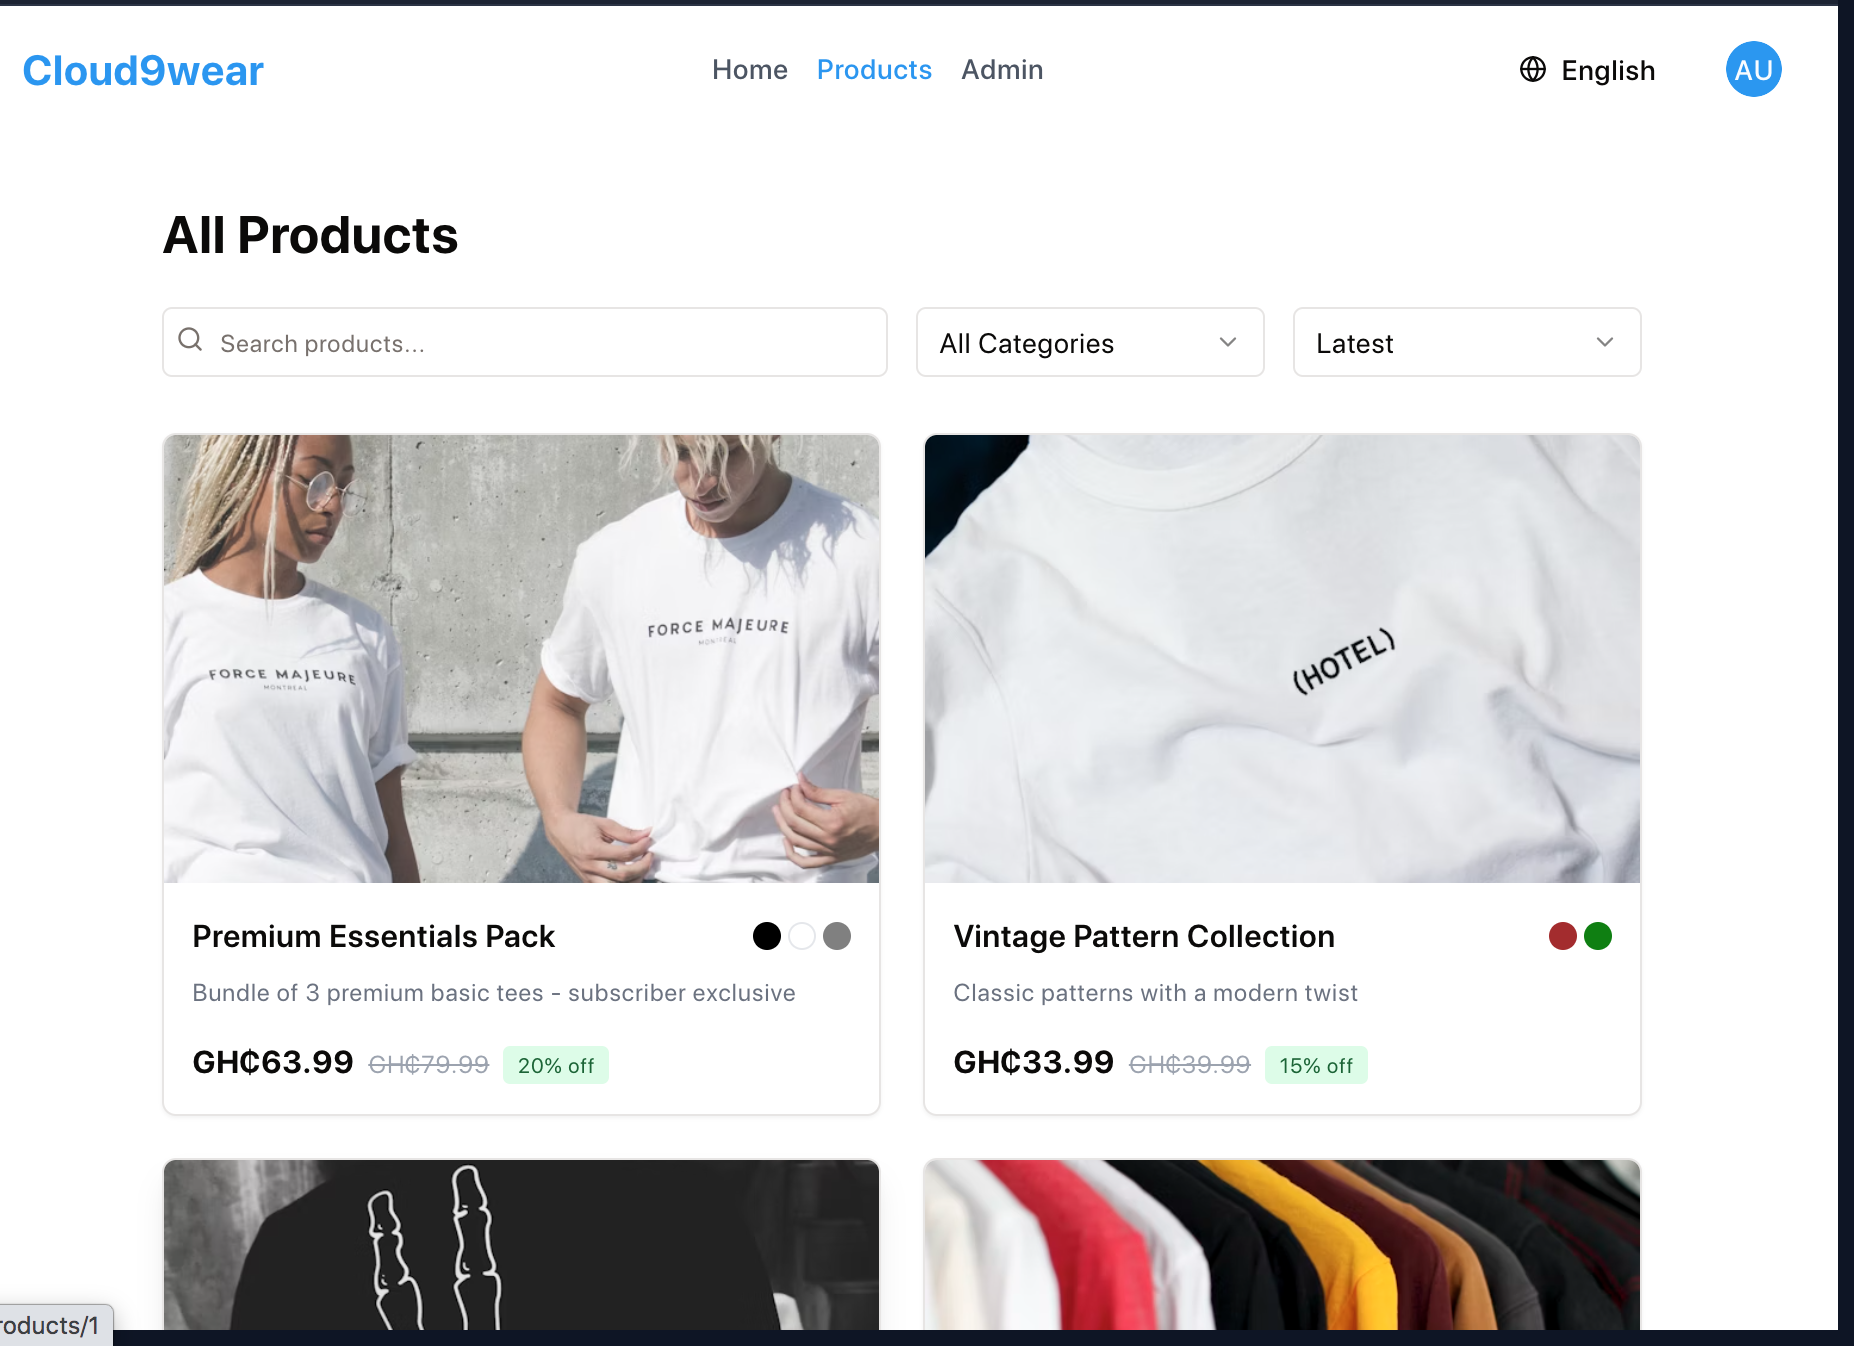 Cloud9wear
Home Products Admin
English
AU
All Products
Search products...
All Categories
Latest
FORCE MAJEURE
MONTREAL
FORCE MAJEURE
MONTREAL
(HOTEL)
Premium Essentials Pack
Bundle of 3 premium basic tees - subscriber exclusive
GH₵63.99 GH₵79.99 20% off
Vintage Pattern Collection
Classic patterns with a modern twist
GH₵33.99 GH₵39.99 15% off
roducts/1